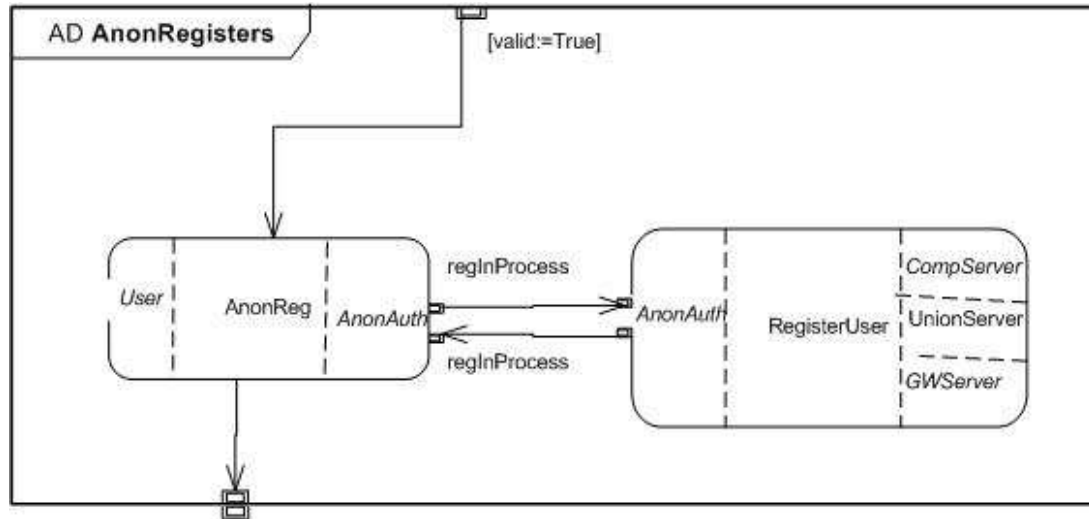 AD AnonRegisters
[valid:=True]
regInProcess
User
AnonReg
AnonAuth
regInProcess
AnonAuth
RegisterUser
CompServer
UnionServer
GWServer